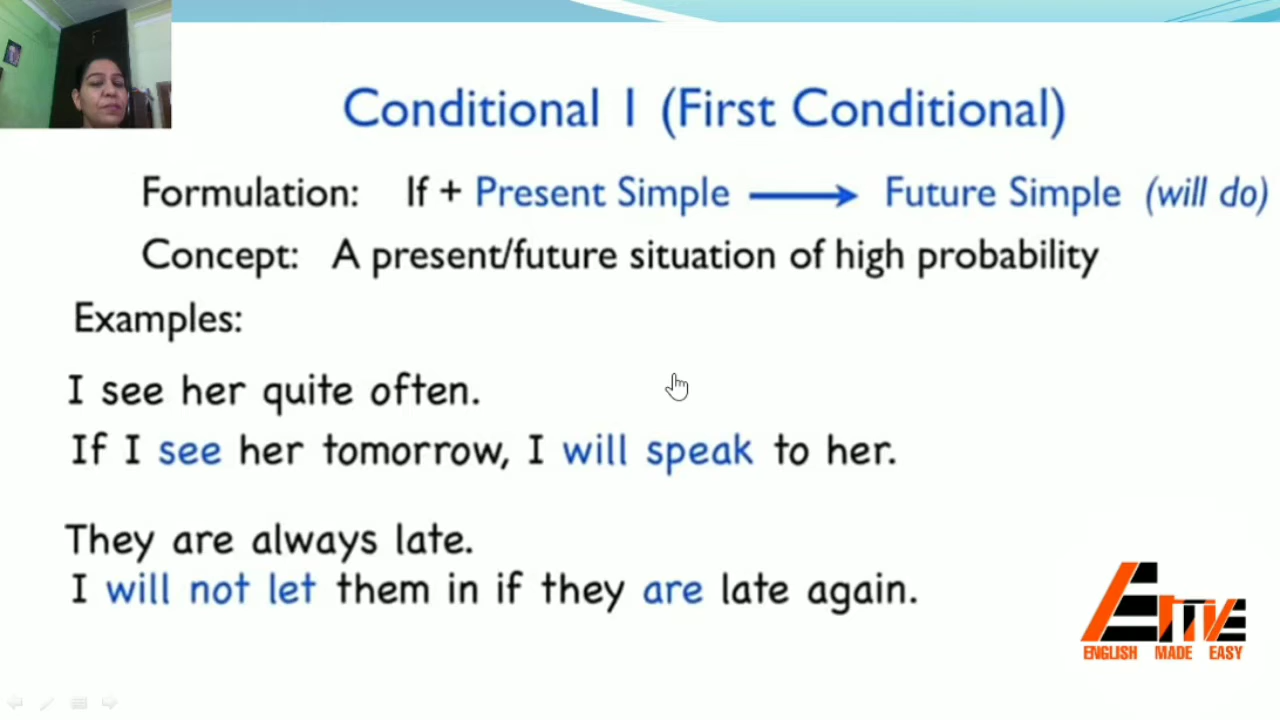 Conditional 1 (First Conditional)
Formulation: If + Present Simple ⟶ Future Simple (will do)
Concept: A present/future situation of high probability
Examples:
I see her quite often.
If I see her tomorrow, I will speak to her.
They are always late.
I will not let them in if they are late again.
EME
ENGLISH MADE EASY